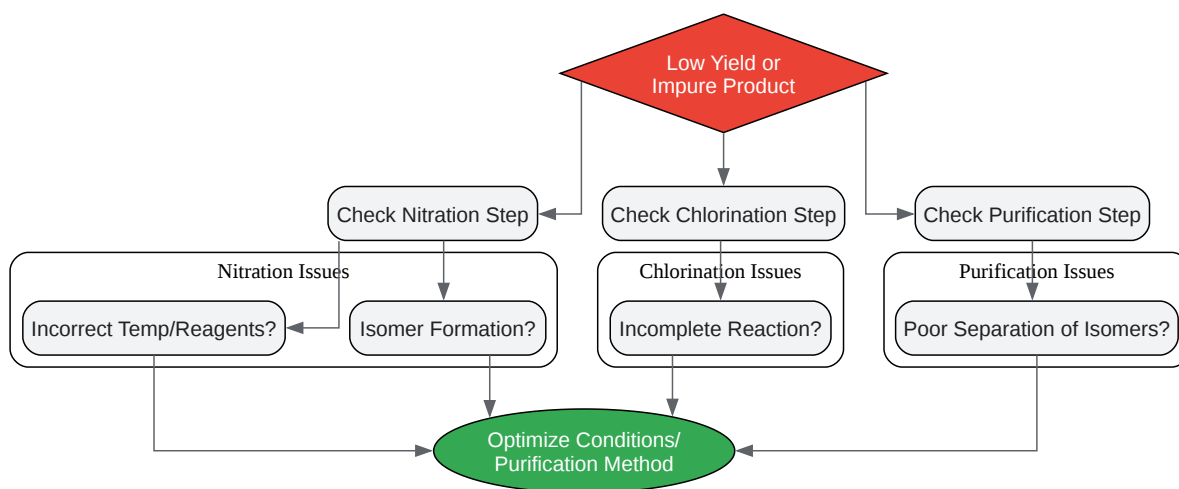 Low Yield or
Impure Product
Check Nitration Step
Check Chlorination Step
Check Purification Step
Nitration Issues
Chlorination Issues
Purification Issues
Incorrect Temp/Reagents?
Isomer Formation?
Incomplete Reaction?
Poor Separation of Isomers?
Optimize Conditions/
Purification Method